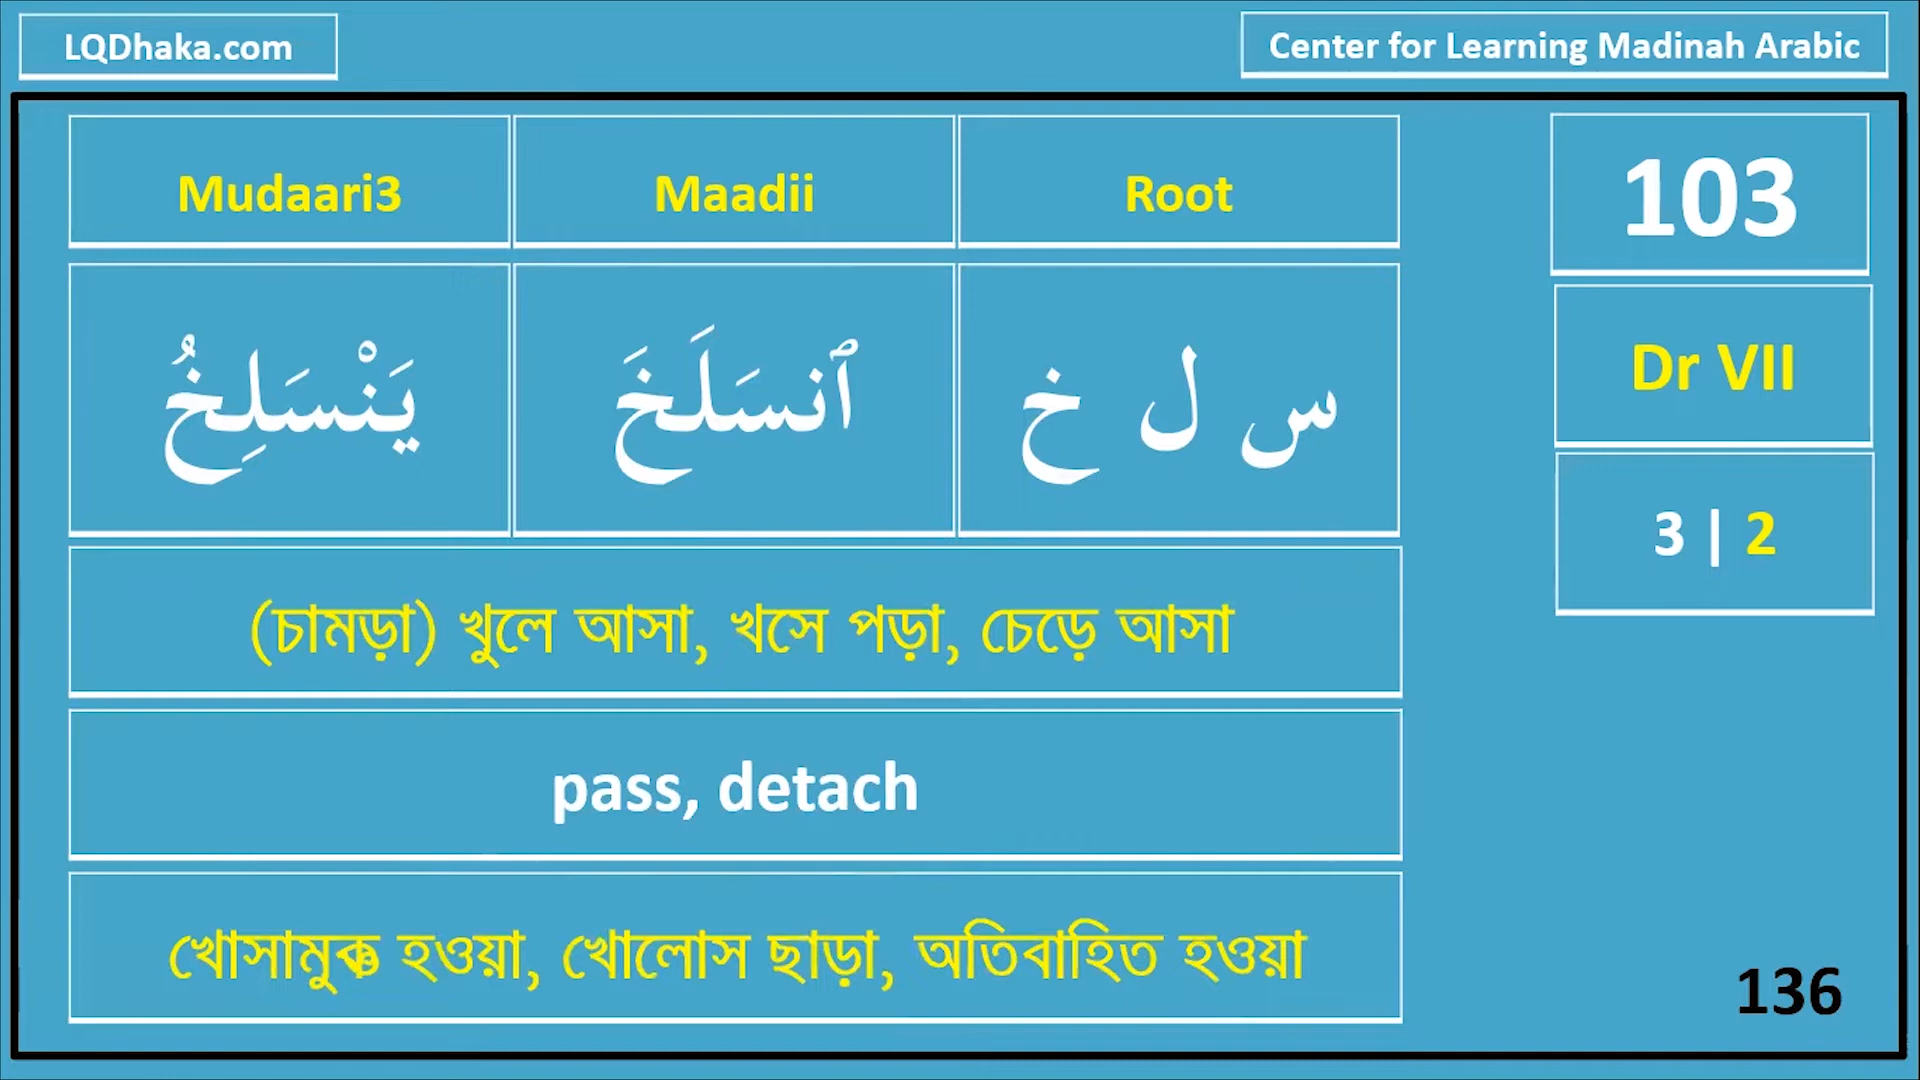 LQDhaka.com
Center for Learning Madinah Arabic
Mudaari3
Maadii
Root
103
يَنْسَلِخُ
ٱنسَلَخَ
س ل خ
Dr VII
3 | 2
(চামড়া) খুলে আসা, খসে পড়া, চেড়ে আসা
pass, detach
খোসামুক্ত হওয়া, খোলোস ছাড়া, অতিবাহিত হওয়া
136